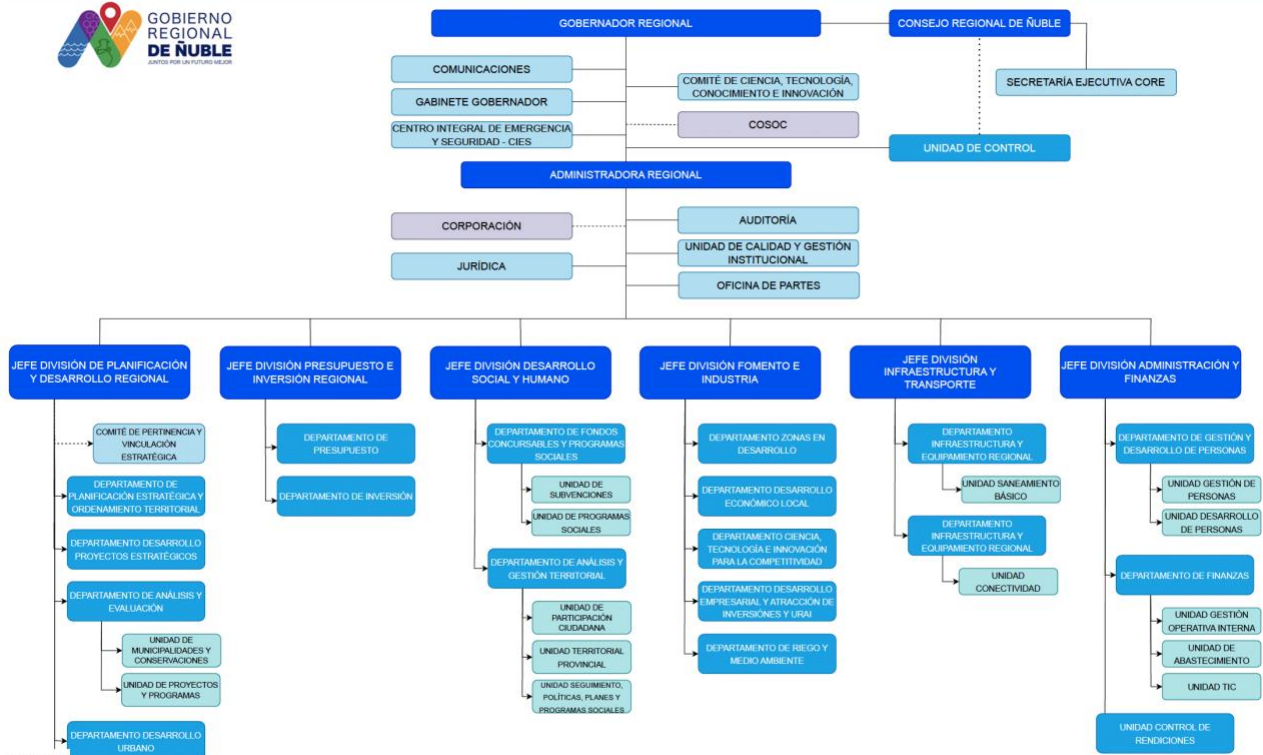 GOBIERNO
REGIONAL
DE ÑUBLE
JUNTOS POR UN FUTURO MEJOR
GOBERNADOR REGIONAL
CONSEJO REGIONAL DE ÑUBLE
COMUNICACIONES
GABINETE GOBERNADOR
CENTRO INTEGRAL DE EMERGENCIA
Y SEGURIDAD - CIES
COMITÉ DE CIENCIA, TECNOLOGÍA,
CONOCIMIENTO E INNOVACIÓN
COSOC
SECRETARÍA EJECUTIVA CORE
UNIDAD DE CONTROL
ADMINISTRADORA REGIONAL
CORPORACIÓN
JURÍDICA
AUDITORÍA
UNIDAD DE CALIDAD Y GESTIÓN
INSTITUCIONAL
OFICINA DE PARTES
JEFE DIVISIÓN DE PLANIFICACIÓN
Y DESARROLLO REGIONAL
COMITÉ DE PERTINENCIA Y
VINCULACIÓN
ESTRATÉGICA
DEPARTAMENTO DE
PLANIFICACIÓN ESTRATÉGICA Y
ORDENAMIENTO TERRITORIAL
DEPARTAMENTO DESARROLLO
PROYECTOS ESTRATÉGICOS
DEPARTAMENTO DE ANÁLISIS Y
EVALUACIÓN
UNIDAD DE
MUNICIPALIDADES Y
CONSERVACIONES
UNIDAD DE PROYECTOS
Y PROGRAMAS
DEPARTAMENTO DESARROLLO
URBANO
JEFE DIVISIÓN PRESUPUESTO E
INVERSIÓN REGIONAL
DEPARTAMENTO DE
PRESUPUESTO
DEPARTAMENTO DE INVERSIÓN
JEFE DIVISIÓN DESARROLLO
SOCIAL Y HUMANO
DEPARTAMENTO DE FONDOS
CONCURSABLES Y PROGRAMAS
SOCIALES
UNIDAD DE
SUBVENCIONES
UNIDAD DE PROGRAMAS
SOCIALES
DEPARTAMENTO DE ANÁLISIS Y
GESTIÓN TERRITORIAL
UNIDAD DE
PARTICIPACIÓN
CIUDADANA
UNIDAD TERRITORIAL
PROVINCIAL
UNIDAD SEGUIMIENTO,
POLÍTICAS, PLANES Y
PROGRAMAS SOCIALES
JEFE DIVISIÓN FOMENTO E
INDUSTRIA
DEPARTAMENTO ZONAS EN
DESARROLLO
DEPARTAMENTO DESARROLLO
ECONÓMICO LOCAL
DEPARTAMENTO CIENCIA,
TECNOLOGÍA E INNOVACIÓN
PARA LA COMPETITIVIDAD
DEPARTAMENTO DESARROLLO
EMPRESARIAL Y ATRACCIÓN DE
INVERSIÓNES Y URAI
DEPARTAMENTO DE RIEGO Y
MEDIO AMBIENTE
JEFE DIVISIÓN
INFRAESTRUCTURA Y
TRANSPORTE
DEPARTAMENTO
INFRAESTRUCTURA Y
EQUIPAMIENTO REGIONAL
UNIDAD SANEAMIENTO
BÁSICO
DEPARTAMENTO
INFRAESTRUCTURA Y
EQUIPAMIENTO REGIONAL
UNIDAD
CONECTIVIDAD
JEFE DIVISIÓN ADMINISTRACIÓN Y
FINANZAS
DEPARTAMENTO DE GESTIÓN Y
DESARROLLO DE PERSONAS
UNIDAD GESTIÓN DE
PERSONAS
UNIDAD DESARROLLO
DE PERSONAS
DEPARTAMENTO DE FINANZAS
UNIDAD GESTIÓN
OPERATIVA INTERNA
UNIDAD DE
ABASTECIMIENTO
UNIDAD TIC
UNIDAD CONTROL DE
RENDICIONES